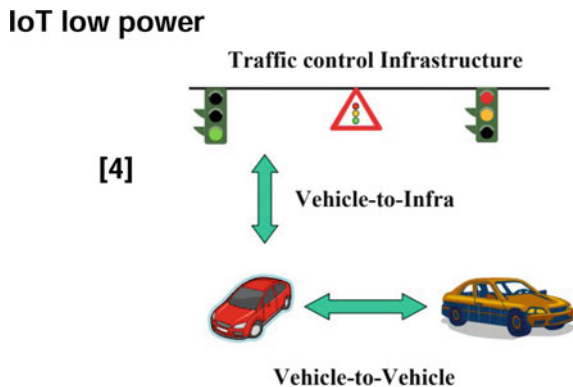 IoT low power
Traffic control Infrastructure
[4]
Vehicle-to-Infra
Vehicle-to-Vehicle